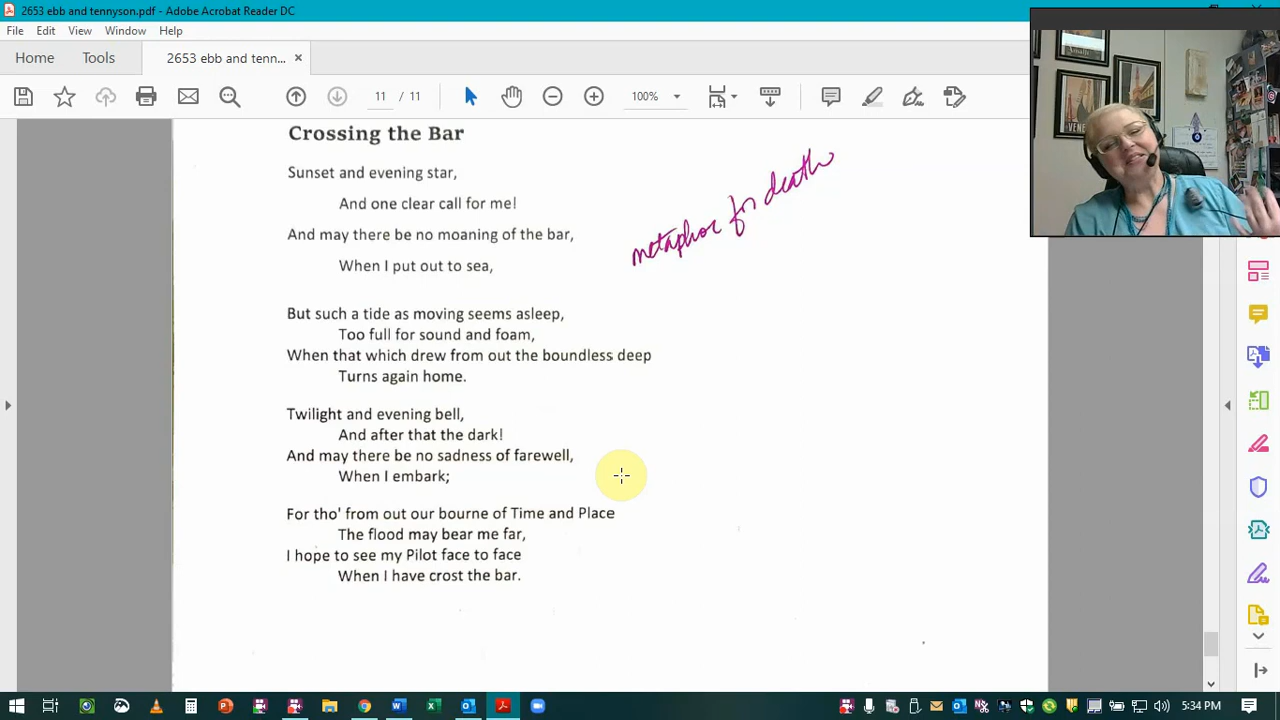 2653 ebb and tennyson.pdf - Adobe Acrobat Reader DC
File Edit View Window Help
Home Tools 2653 ebb and tenn... ×
11 / 11 100%
Crossing the Bar
Sunset and evening star,
And one clear call for me!
And may there be no moaning of the bar,
When I put out to sea,
metaphor for death
But such a tide as moving seems asleep,
Too full for sound and foam,
When that which drew from out the boundless deep
Turns again home.
Twilight and evening bell,
And after that the dark!
And may there be no sadness of farewell,
When I embark;
For tho' from out our bourne of Time and Place
The flood may bear me far,
I hope to see my Pilot face to face
When I have crost the bar.
5:34 PM